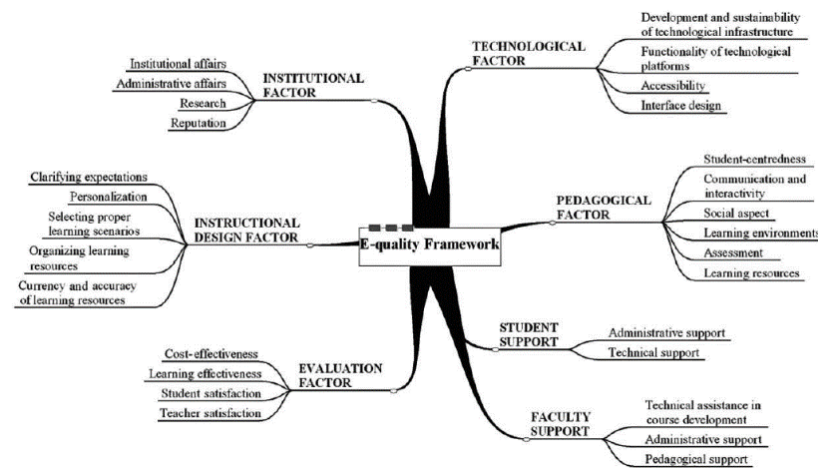 E-quality Framework
TECHNOLOGICAL
FACTOR
Development and sustainability
of technological infrastructure
Functionality of technological
platforms
Accessibility
Interface design
PEDAGOGICAL
FACTOR
Student-centredness
Communication and
interactivity
Social aspect
Learning environments
Assessment
Learning resources
STUDENT
SUPPORT
Administrative support
Technical support
FACULTY
SUPPORT
Technical assistance in
course development
Administrative support
Pedagogical support
INSTITUTIONAL
FACTOR
Institutional affairs
Administrative affairs
Research
Reputation
INSTRUCTIONAL
DESIGN FACTOR
Clarifying expectations
Personalization
Selecting proper
learning scenarios
Organizing learning
resources
Currency and accuracy
of learning resources
EVALUATION
FACTOR
Cost-effectiveness
Learning effectiveness
Student satisfaction
Teacher satisfaction